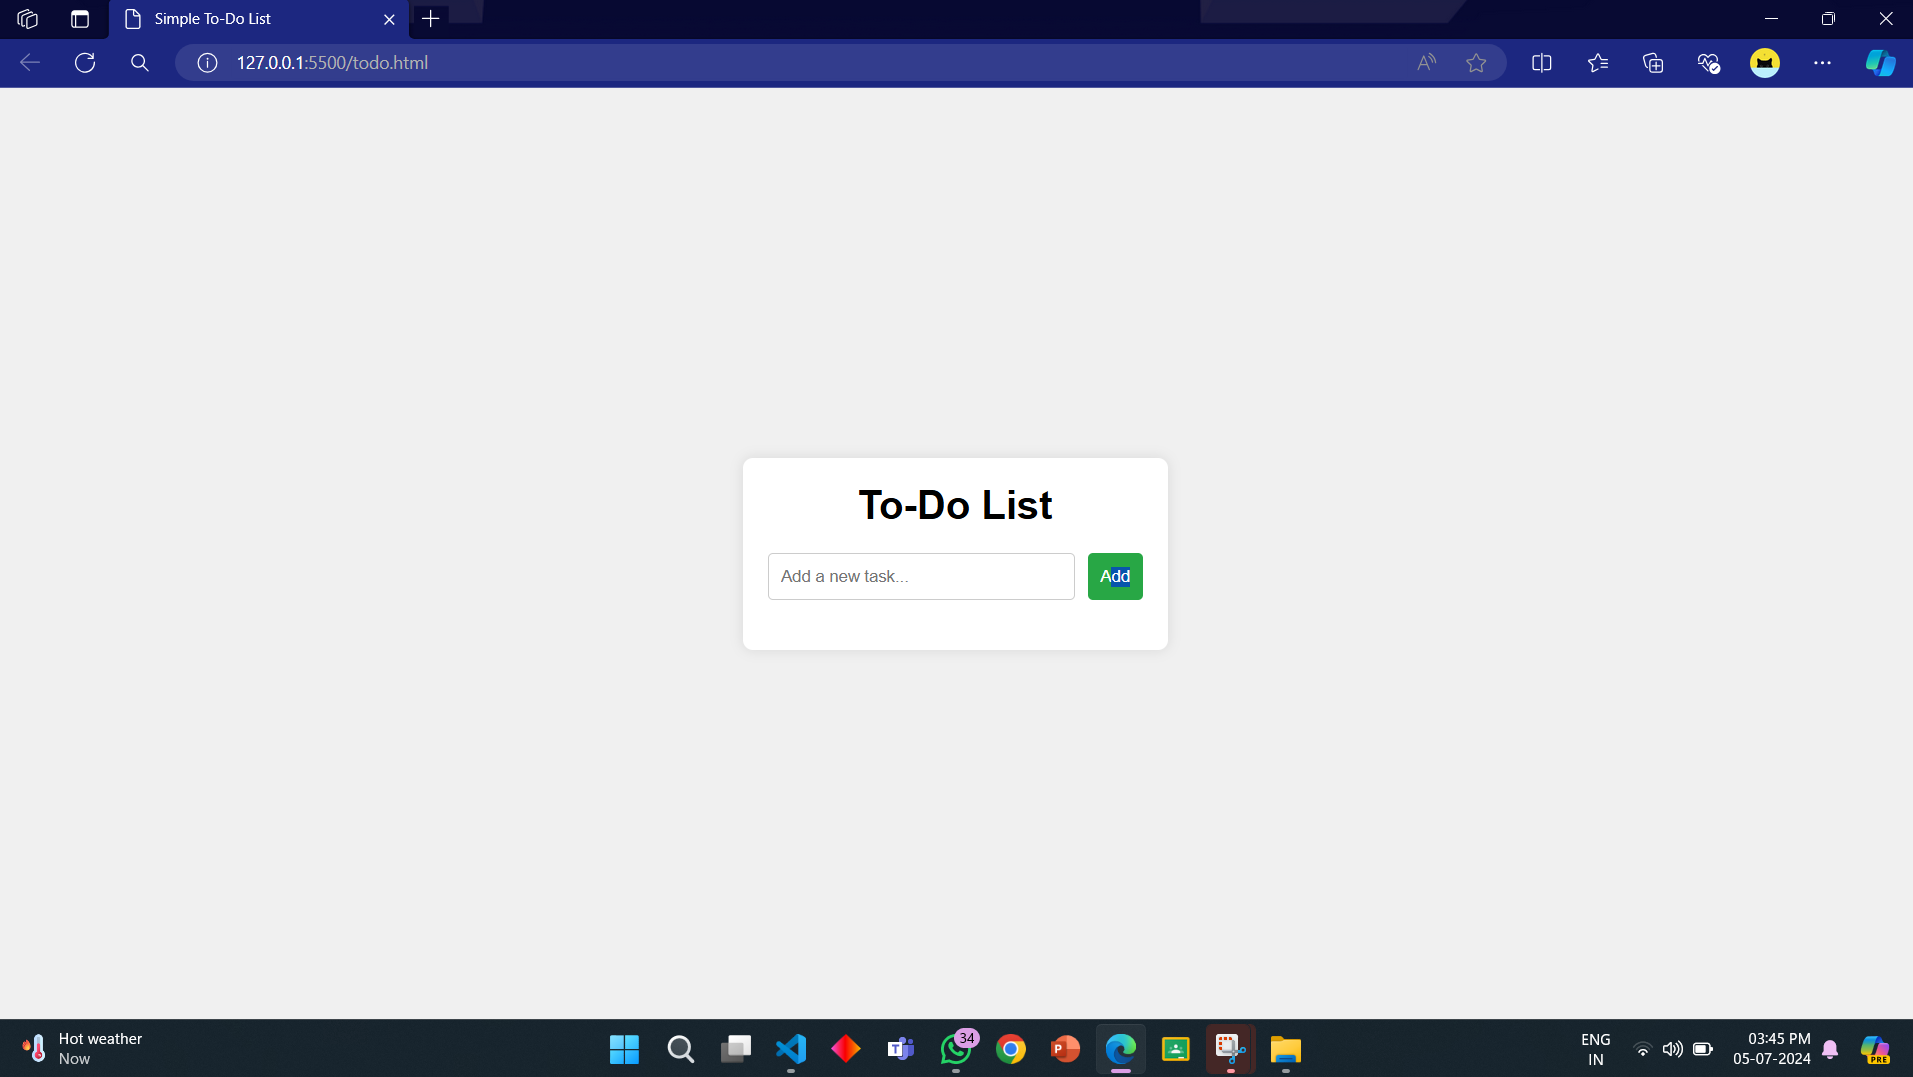 Simple To-Do List
127.0.0.1:5500/todo.html
To-Do List
Add a new task...
Add
Hot weather
Now
34
ENG
IN
03:45 PM
05-07-2024
PRE